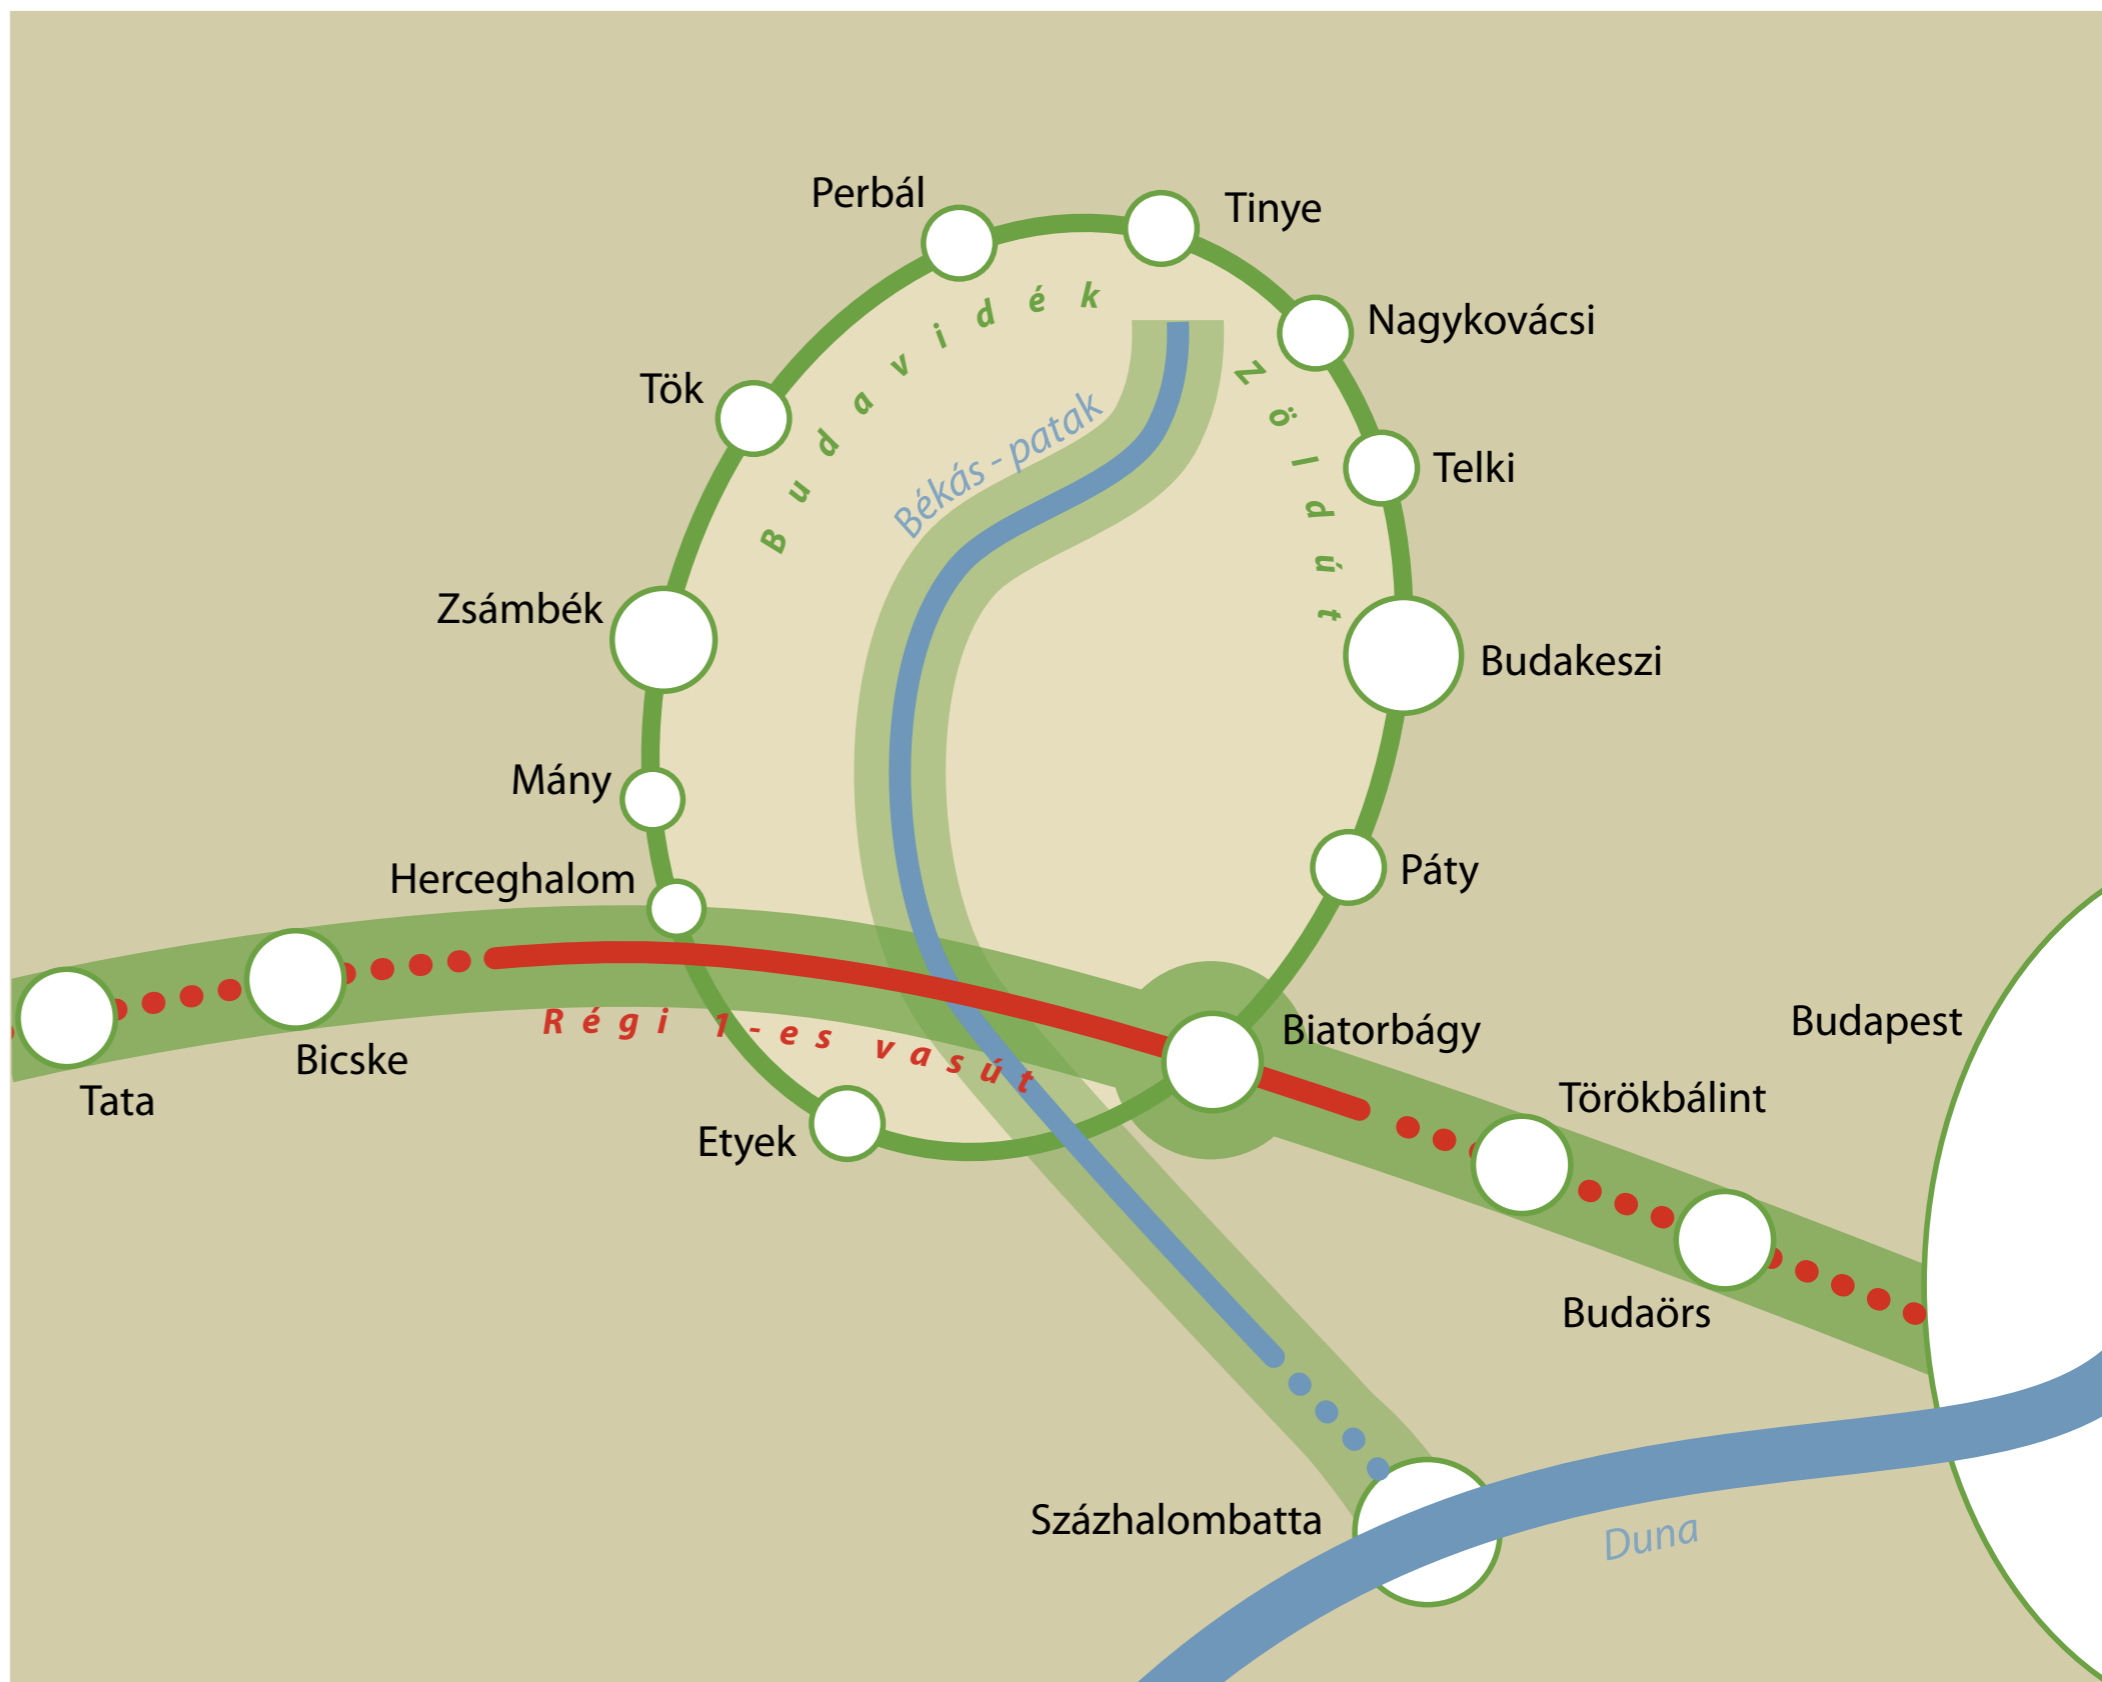 Perbál
Tinye
Nagykovácsi
Tök
Budavidék
Zöldút
Békás - patak
Telki
Zsámbék
Budakeszi
Mány
Herceghalom
Páty
Régi 1-es vasút
Biatorbágy
Budapest
Bicske
Tata
Törökbálint
Etyek
Budaörs
Százhalombatta
Duna